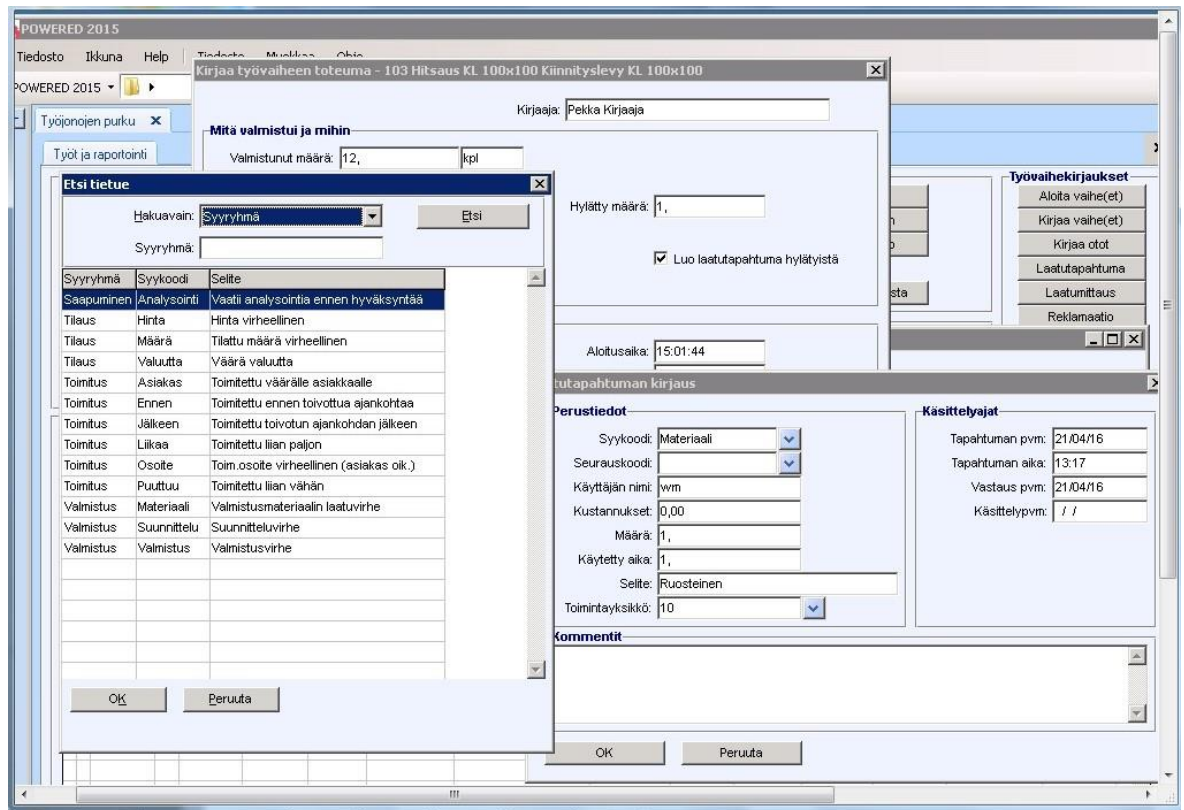 POWERED 2015
Tiedosto Ikkuna Help Tiedosto Muokkaa Ohje
POWERED 2015
Työjonojen purku
Työt ja raportointi
Kirjaa työvaiheen toteuma - 103 Hitsaus KL 100x100 Kiinnityslevy KL 100x100
Kirjaaja: Pekka Kirjaaja
Mitä valmistui ja mihin
Valmistunut määrä: 12, kpl
Hylätty määrä: 1,
Luo laatutapahtuma hylätyistä
Aloitusaika: 15:01:44
Työvaihekirjaukset
Aloita vaihe(et)
Kirjaa vaihe(et)
Kirjaa otot
Laatutapahtuma
Laatumittaus
Reklamaatio
Etsi tietue
Hakuavain: Syyryhmä Etsi
Syyryhmä:
Syyryhmä Syykoodi Selite
Saapuminen Analysointi Vaatii analysointia ennen hyväksyntää
Tilaus Hinta Hinta virheellinen
Tilaus Määrä Tilattu määrä virheellinen
Tilaus Valuutta Väärä valuutta
Toimitus Asiakas Toimitettu väärälle asiakkaalle
Toimitus Ennen Toimitettu ennen toivottua ajankohtaa
Toimitus Jälkeen Toimitettu toivotun ajankohdan jälkeen
Toimitus Liikaa Toimitettu liian paljon
Toimitus Osoite Toim.osoite virheellinen (asiakas oik.)
Toimitus Puuttuu Toimitettu liian vähän
Valmistus Materiaali Valmistusmateriaalin laatuvirhe
Valmistus Suunnittelu Suunnitteluvirhe
Valmistus Valmistus Valmistusvirhe
OK Peruuta
tutapahtuman kirjaus
Perustiedot
Syykoodi: Materiaali
Seurauskoodi:
Käyttäjän nimi: wm
Kustannukset: 0,00
Määrä: 1,
Käytetty aika: 1,
Selite: Ruosteinen
Toimintayksikkö: 10
Käsittelyajat
Tapahtuman pvm: 21/04/16
Tapahtuman aika: 13:17
Vastaus pvm: 21/04/16
Käsittelypvm: / /
Kommentit
OK Peruuta